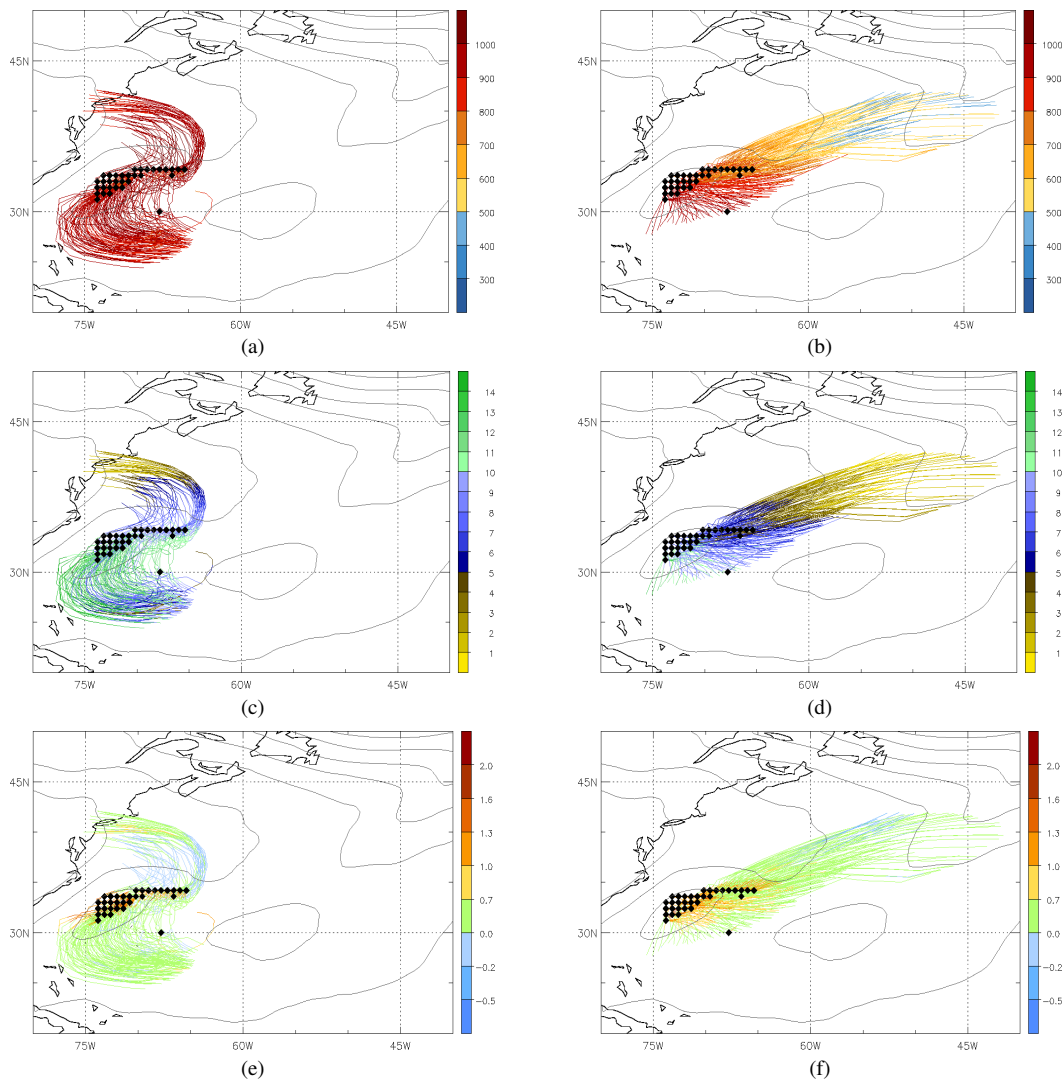 45N
30N
75W
60W
45W
1000
900
800
700
600
500
400
300
(a)
45N
30N
75W
60W
45W
1000
900
800
700
600
500
400
300
(b)
45N
30N
75W
60W
45W
14
13
12
11
10
9
8
7
6
5
4
3
2
1
(c)
45N
30N
75W
60W
45W
14
13
12
11
10
9
8
7
6
5
4
3
2
1
(d)
45N
30N
75W
60W
45W
2.0
1.6
1.3
1.0
0.7
0.0
-0.2
-0.5
(e)
45N
30N
75W
60W
45W
2.0
1.6
1.3
1.0
0.7
0.0
-0.2
-0.5
(f)